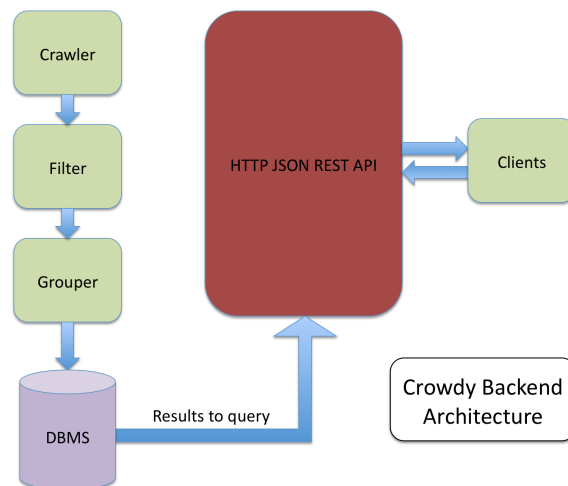 Crawler
Filter
Grouper
DBMS
Results to query
HTTP JSON REST API
Clients
Crowdy Backend
Architecture